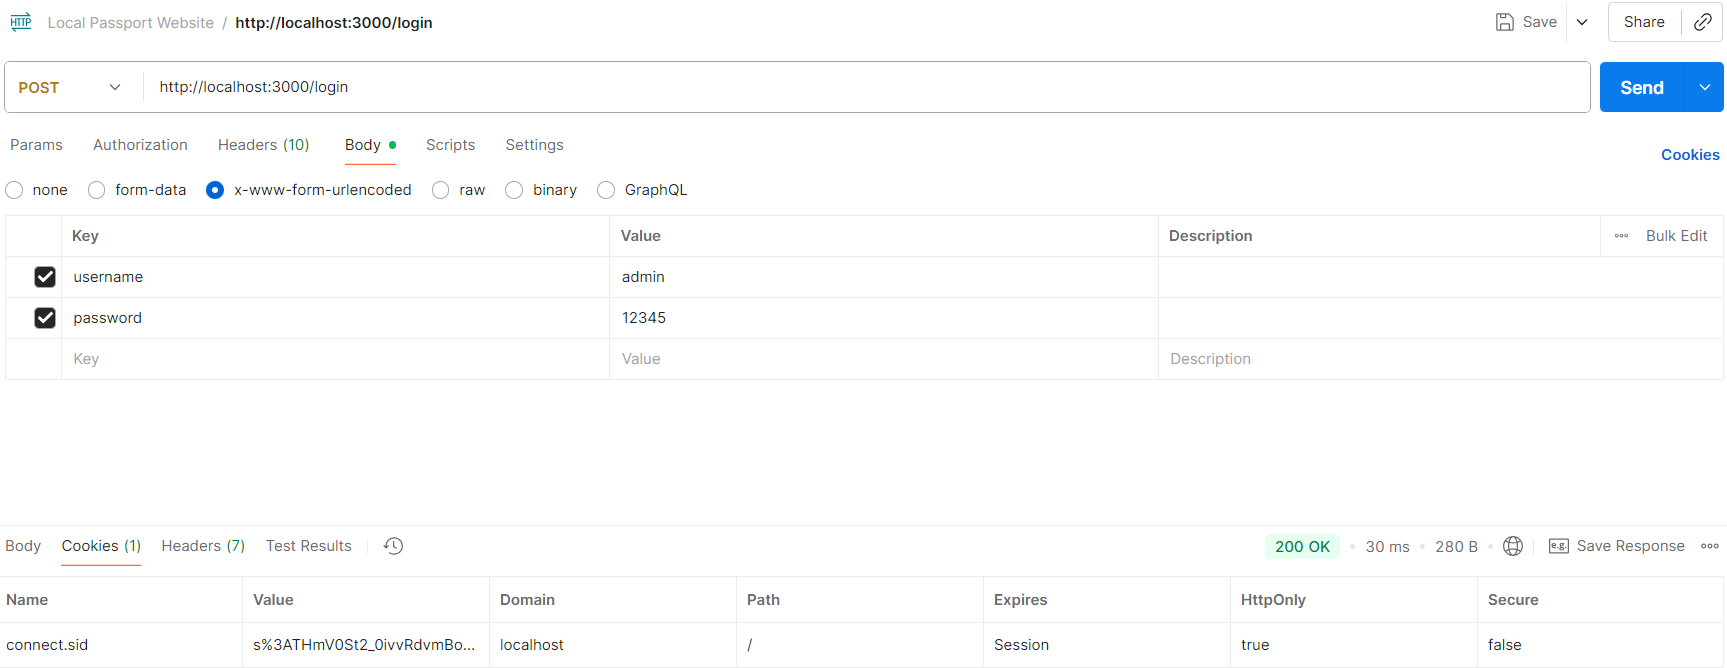 HTTP Local Passport Website / http://localhost:3000/login Save Share
POST http://localhost:3000/login Send
Params Authorization Headers (10) Body Scripts Settings Cookies
none form-data x-www-form-urlencoded raw binary GraphQL
Key Value Description Bulk Edit
username admin
password 12345
Key Value Description
Body Cookies (1) Headers (7) Test Results 200 OK 30 ms 280 B e.g. Save Response
Name Value Domain Path Expires HttpOnly Secure
connect.sid s%3ATHmV0St2_0ivvRdvmBo... localhost / Session true false